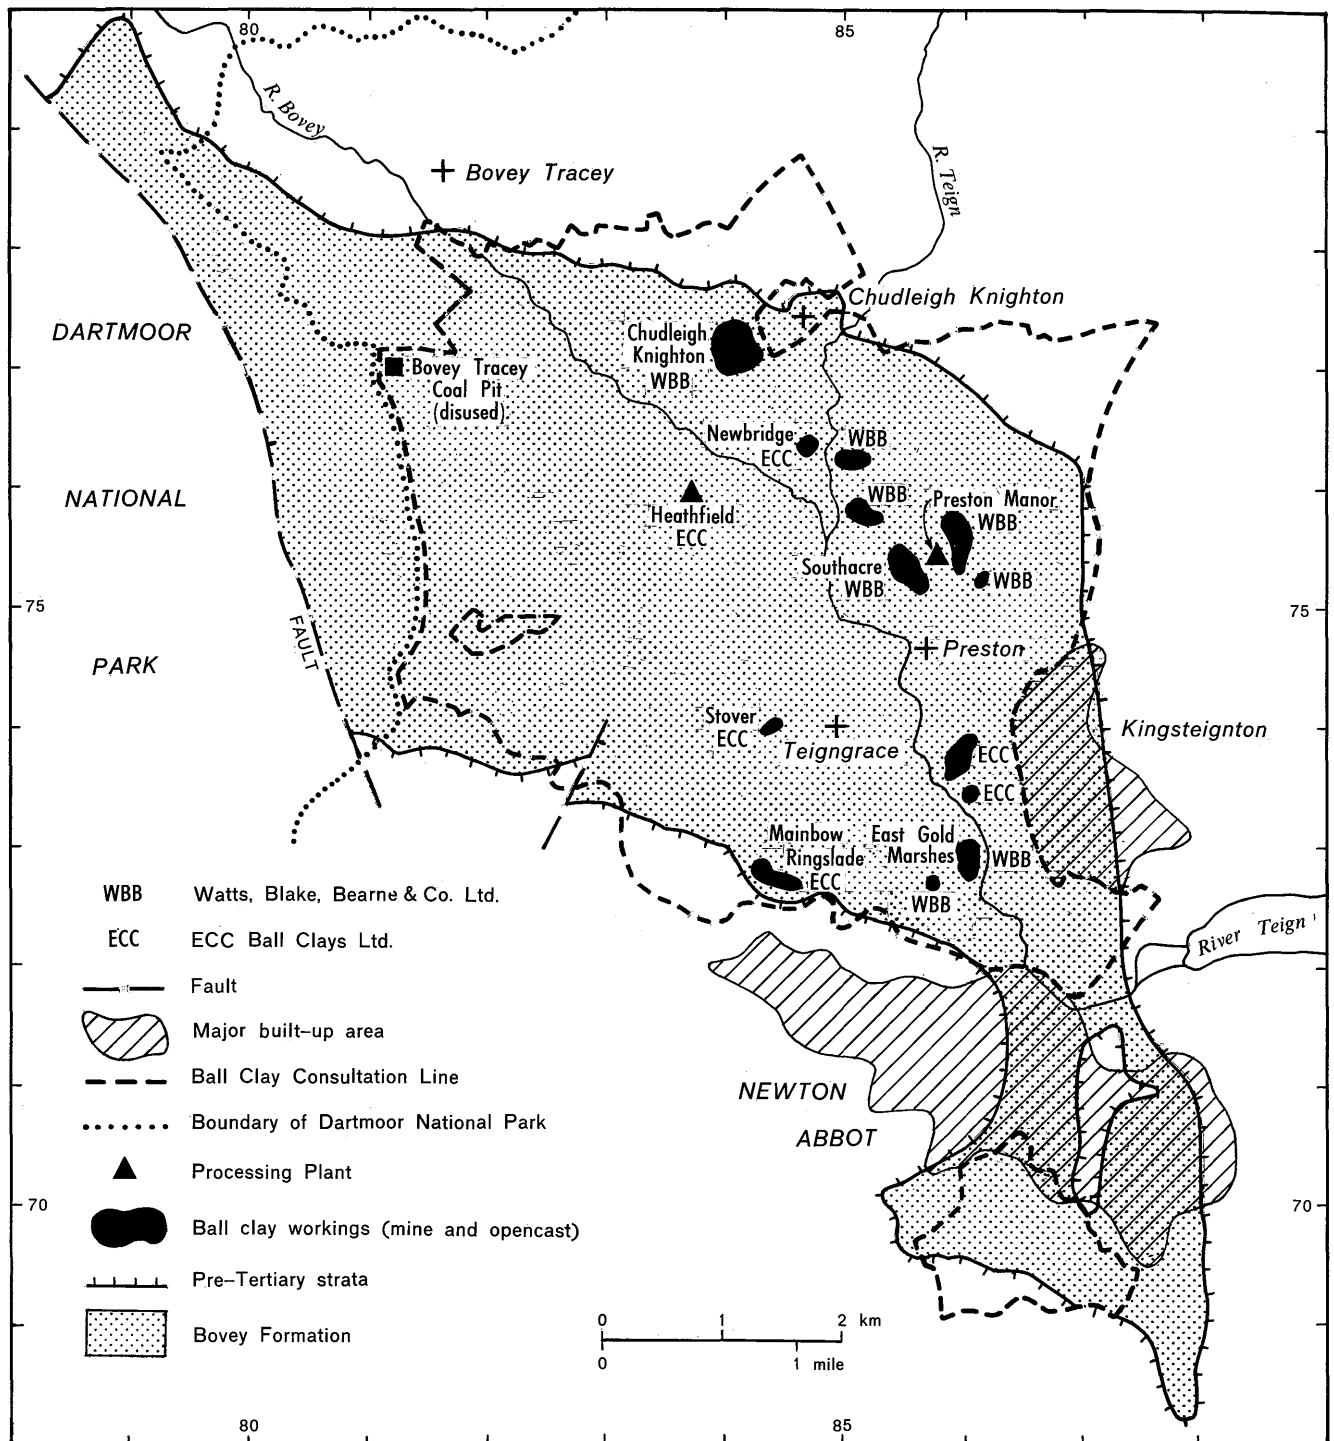 80
85
R. Bovey
Bovey Tracey
R. Teign
Chudleigh Knighton
DARTMOOR
Chudleigh
Knighton
WBB
Bovey Tracey
Coal Pit
(disused)
Newbridge
ECC
WBB
NATIONAL
WBB
Preston Manor
WBB
Heathfield
ECC
Southacre
WBB
WBB
75
75
FAULT
PARK
Preston
Stover
ECC
Teigngrace
Kingsteignton
ECC
ECC
Mainbow
Ringslade
ECC
East Gold
Marshes
WBB
WBB
River Teign
WBB Watts, Blake, Bearne & Co. Ltd.
ECC ECC Ball Clays Ltd.
Fault
Major built-up area
Ball Clay Consultation Line
Boundary of Dartmoor National Park
Processing Plant
Ball clay workings (mine and opencast)
Pre-Tertiary strata
Bovey Formation
NEWTON
ABBOT
70
70
0 1 2 km
0 1 mile
80
85